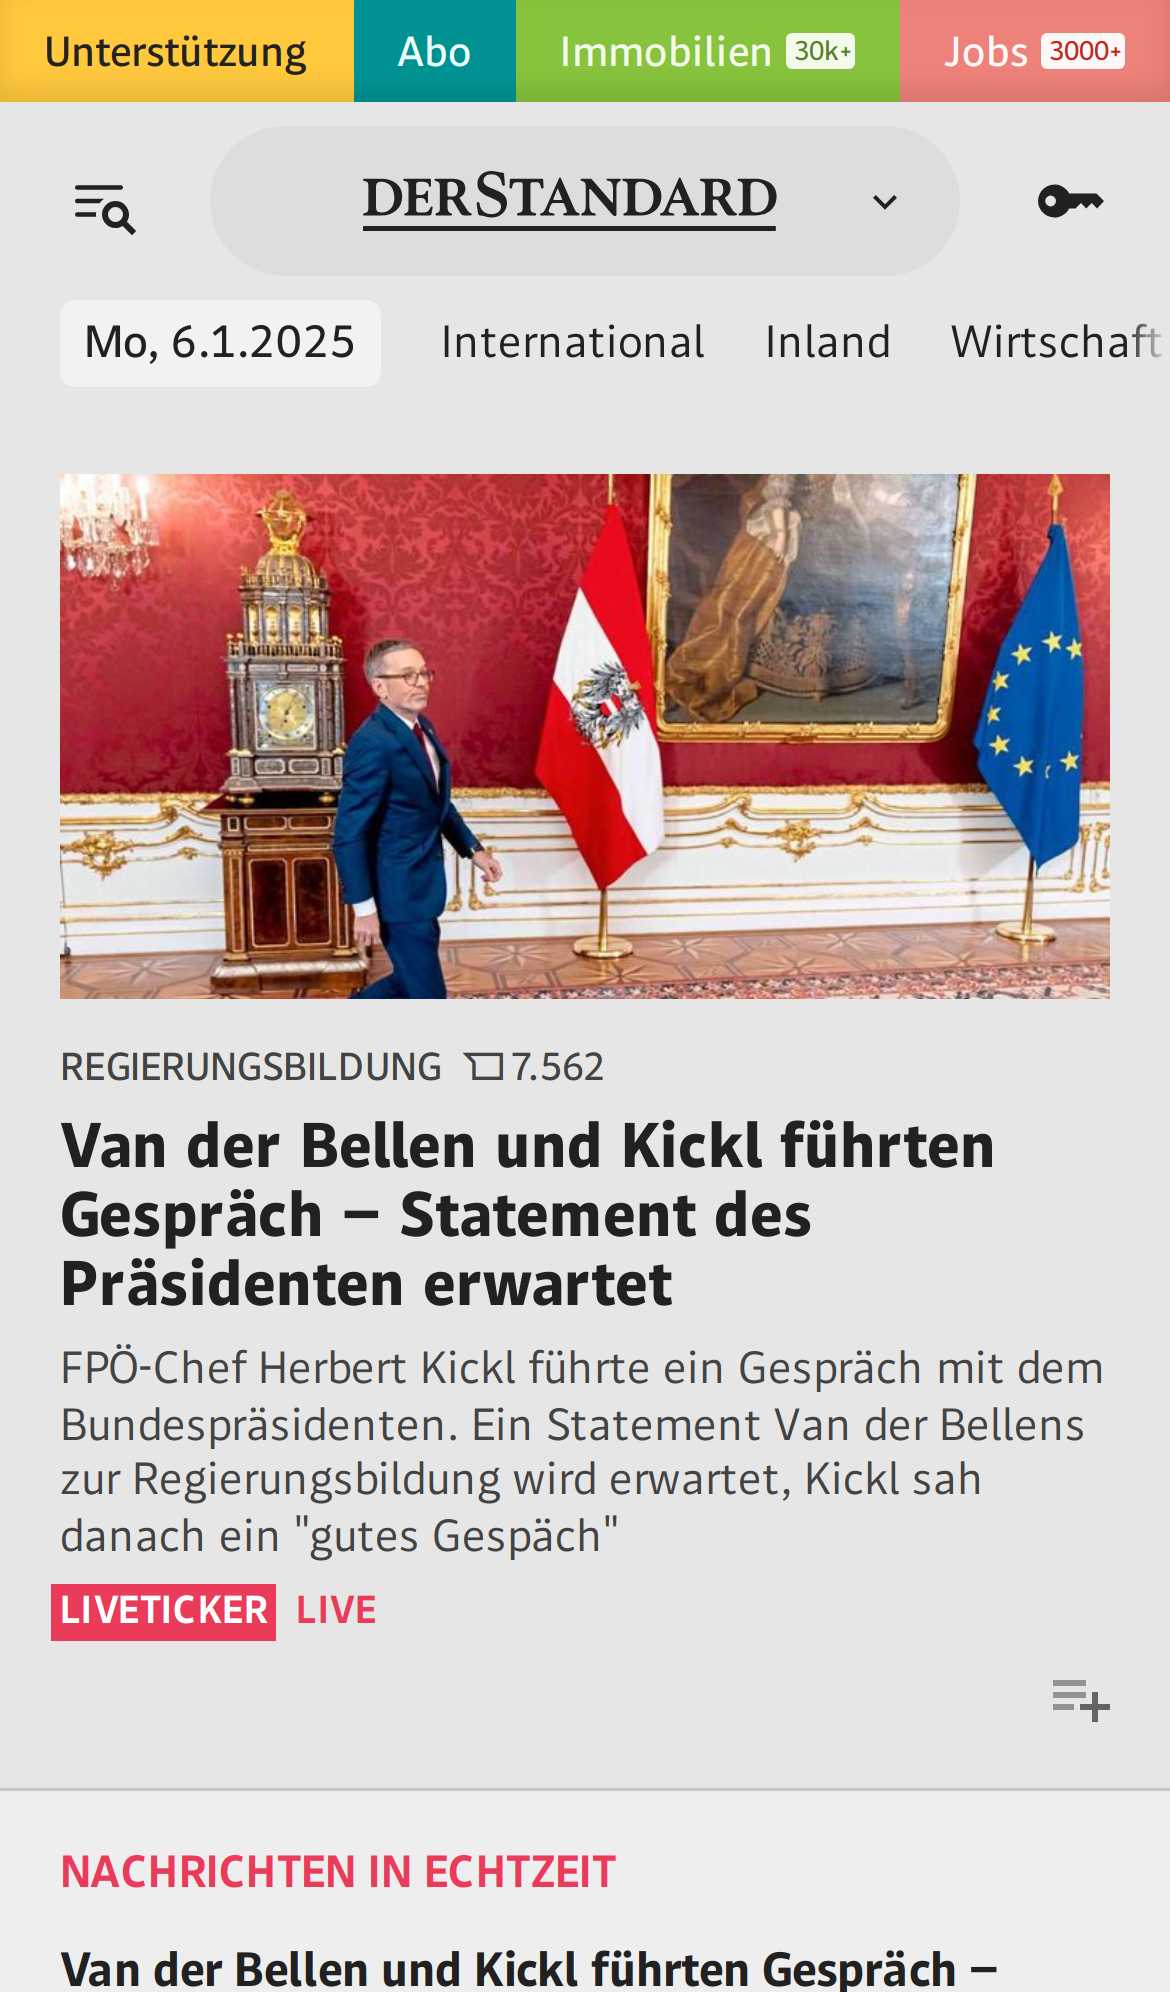 Unterstützung Abo Immobilien 30k+ Jobs 3000+
DERSTANDARD
Mo, 6.1.2025 International Inland Wirtschaft
REGIERUNGSBILDUNG 7.562
Van der Bellen und Kickl führten
Gespräch – Statement des
Präsidenten erwartet
FPÖ-Chef Herbert Kickl führte ein Gespräch mit dem
Bundespräsidenten. Ein Statement Van der Bellens
zur Regierungsbildung wird erwartet, Kickl sah
danach ein "gutes Gespäch"
LIVETICKER LIVE
NACHRICHTEN IN ECHTZEIT
Van der Bellen und Kickl führten Gespräch –